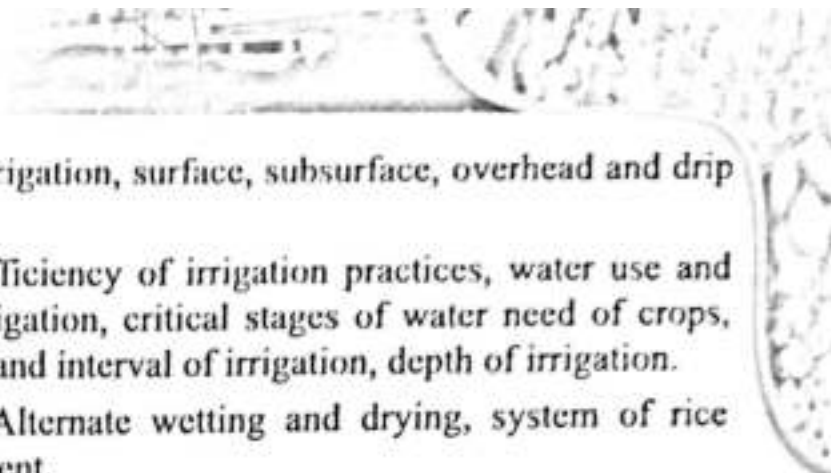 rigation, surface, subsurface, overhead and drip
fficiency of irrigation practices, water use and
igation, critical stages of water need of crops,
and interval of irrigation, depth of irrigation.
Alternate wetting and drying, system of rice
ent